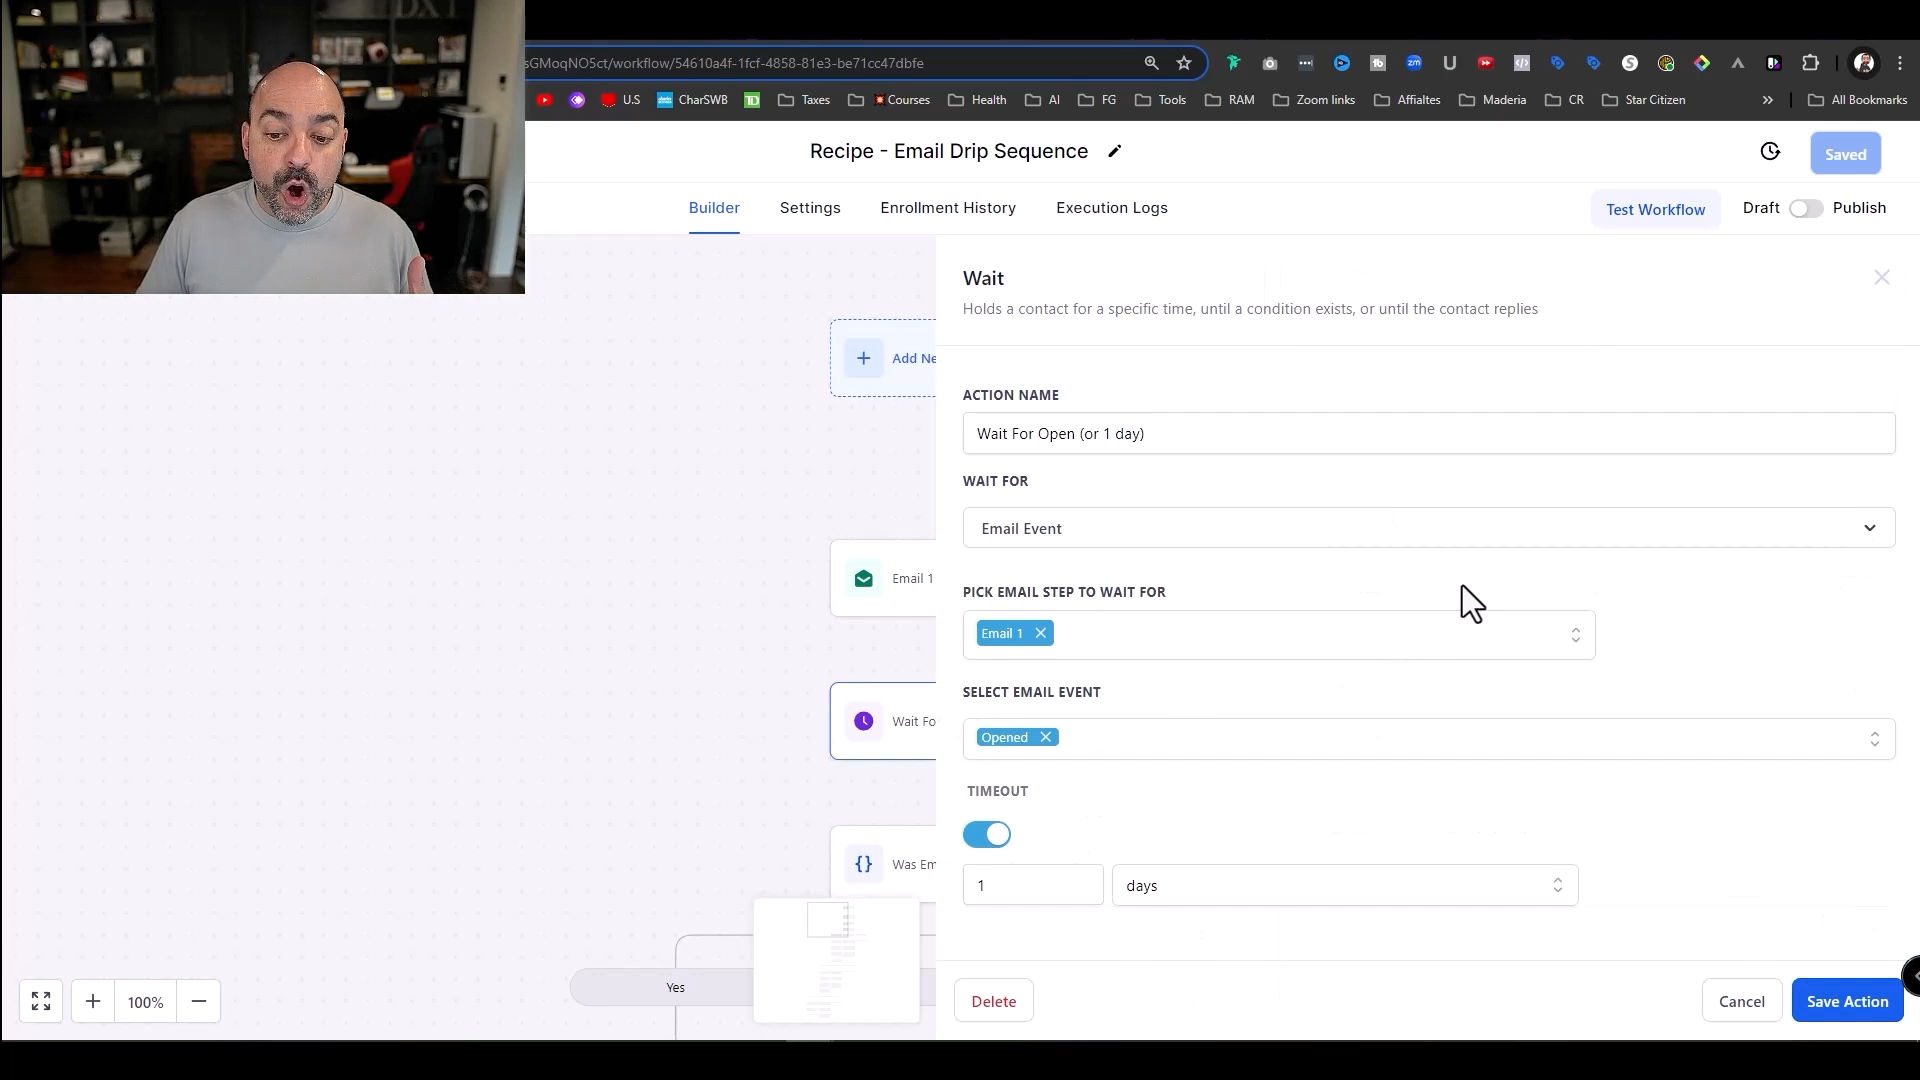 DX1
sGMoqNO5ct/workflow/54610a4f-1fcf-4858-81e3-be71cc47dbfe
U.S
CharSWB
Taxes
Courses
Health
AI
FG
Tools
RAM
Zoom links
Affialtes
Maderia
CR
Star Citizen
All Bookmarks
Recipe - Email Drip Sequence
Saved
Builder
Settings
Enrollment History
Execution Logs
Test Workflow
Draft
Publish
Wait
Holds a contact for a specific time, until a condition exists, or until the contact replies
Add Ne
ACTION NAME
Wait For Open (or 1 day)
WAIT FOR
Email Event
Email 1
PICK EMAIL STEP TO WAIT FOR
Email 1
SELECT EMAIL EVENT
Wait Fo
Opened
TIMEOUT
Was Em
1
days
Yes
100%
Delete
Cancel
Save Action